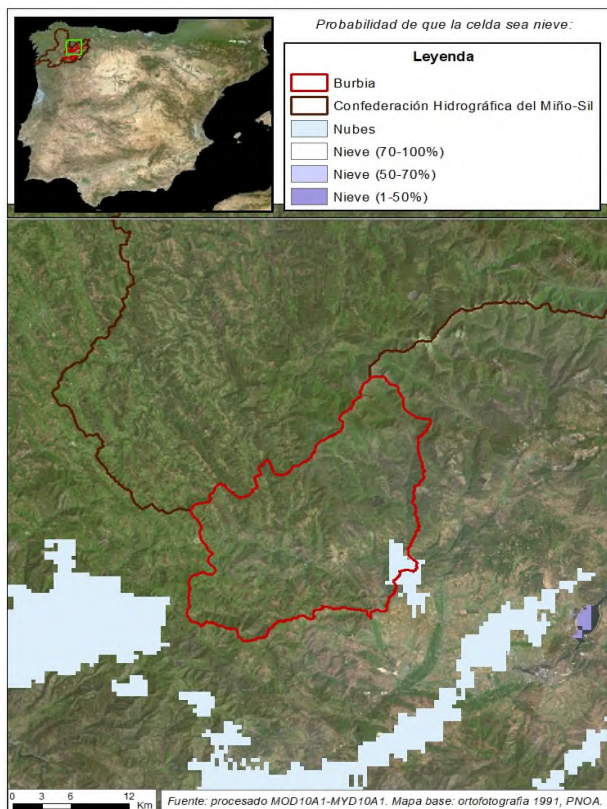 Probabilidad de que la celda sea nieve:
Leyenda
Burbia
Confederación Hidrográfica del Miño-Sil
Nubes
Nieve (70-100%)
Nieve (50-70%)
Nieve (1-50%)
0 3 6 12
Km
Fuente: procesado MOD10A1-MYD10A1. Mapa base: ortofotografia 1991, PNOA